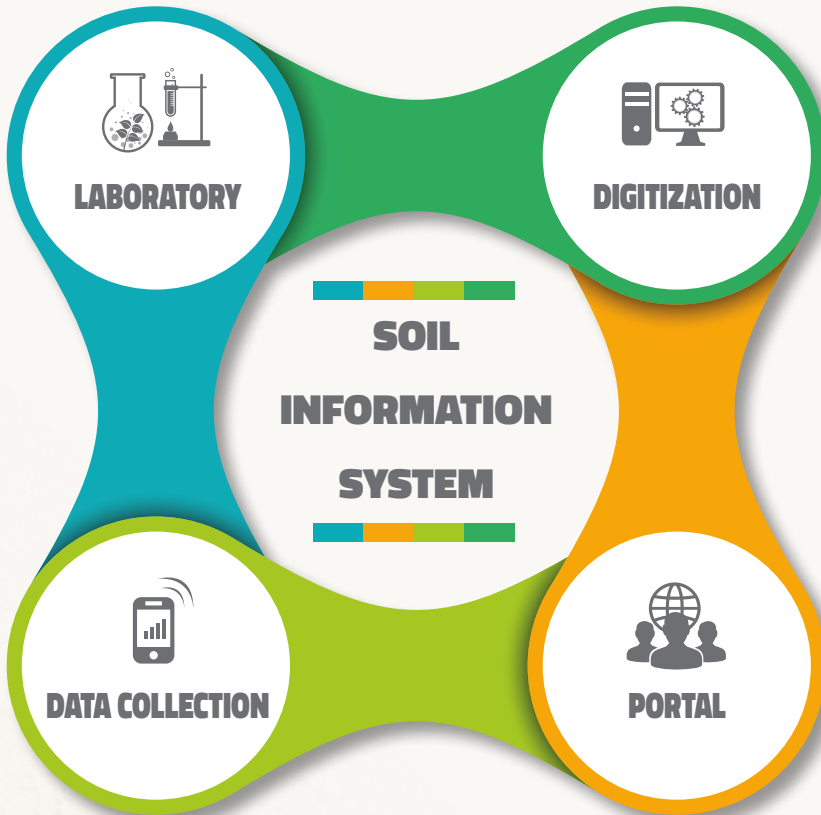 LABORATORY
DIGITIZATION
SOIL
INFORMATION
SYSTEM
DATA COLLECTION
PORTAL